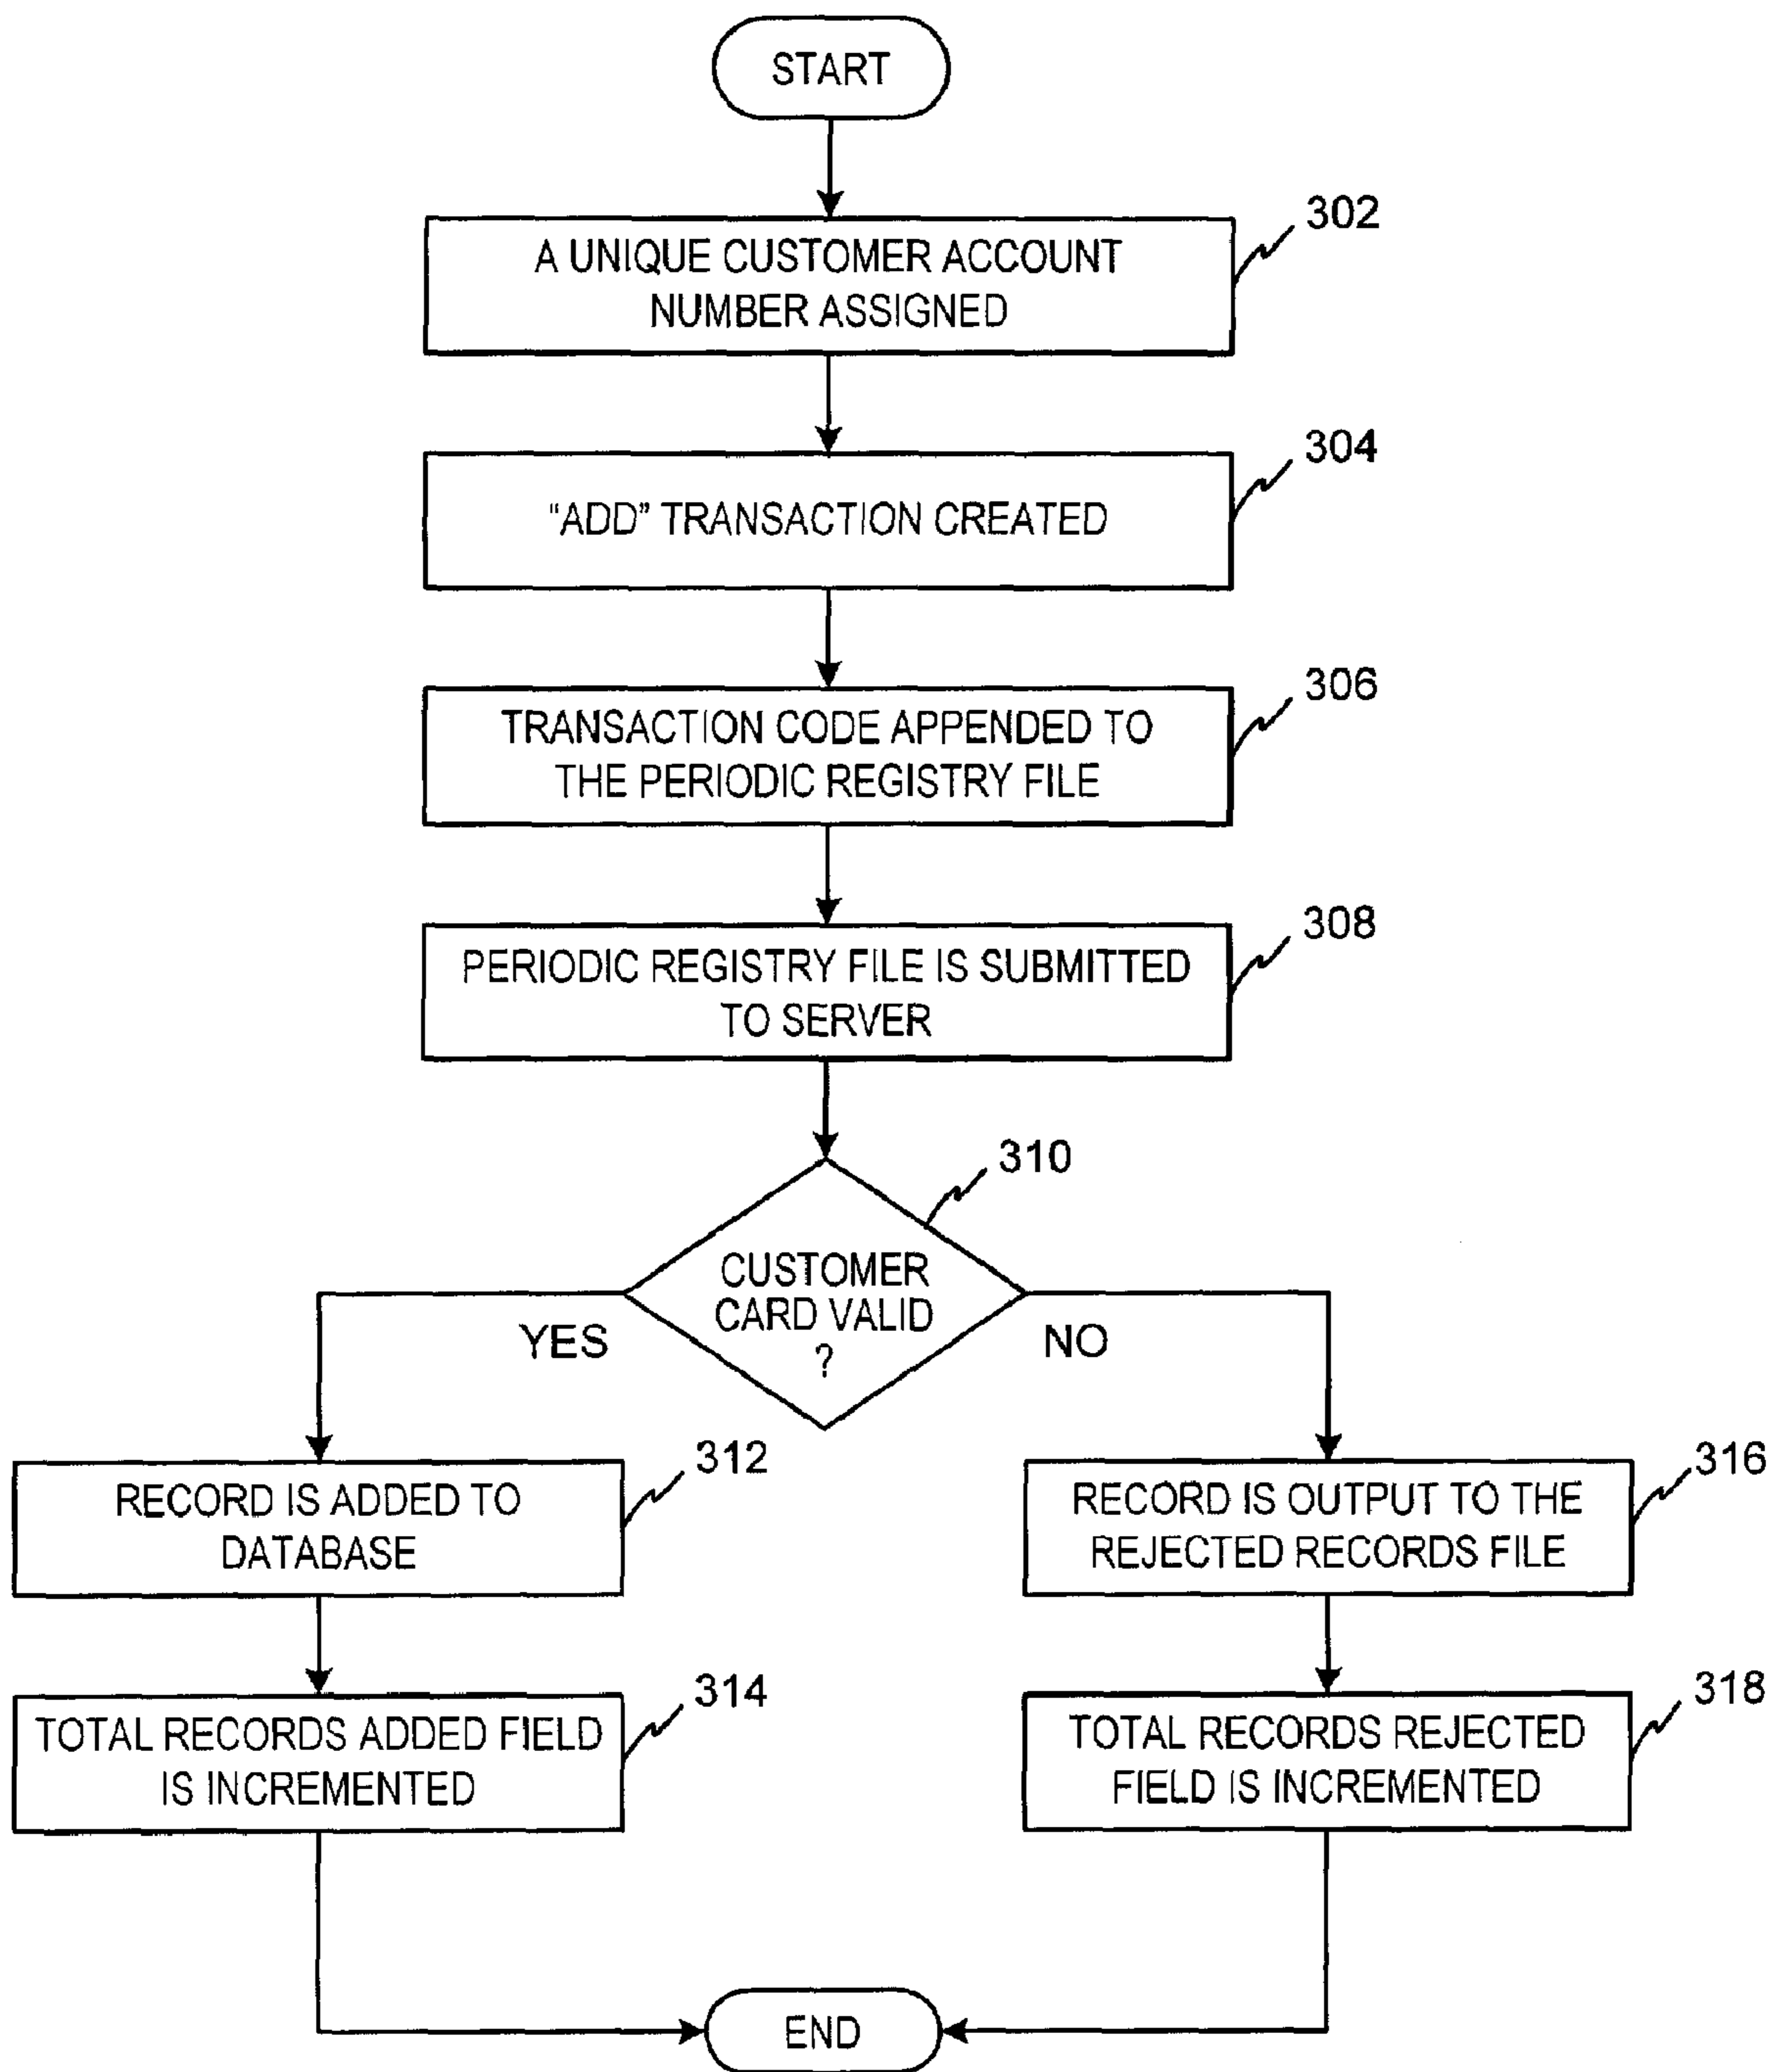 START
302
A UNIQUE CUSTOMER ACCOUNT
NUMBER ASSIGNED
304
"ADD" TRANSACTION CREATED
306
TRANSACTION CODE APPENDED TO
THE PERIODIC REGISTRY FILE
308
PERIODIC REGISTRY FILE IS SUBMITTED
TO SERVER
310
CUSTOMER
CARD VALID
?
YES
NO
312
RECORD IS ADDED TO
DATABASE
316
RECORD IS OUTPUT TO THE
REJECTED RECORDS FILE
314
TOTAL RECORDS ADDED FIELD
IS INCREMENTED
318
TOTAL RECORDS REJECTED
FIELD IS INCREMENTED
END